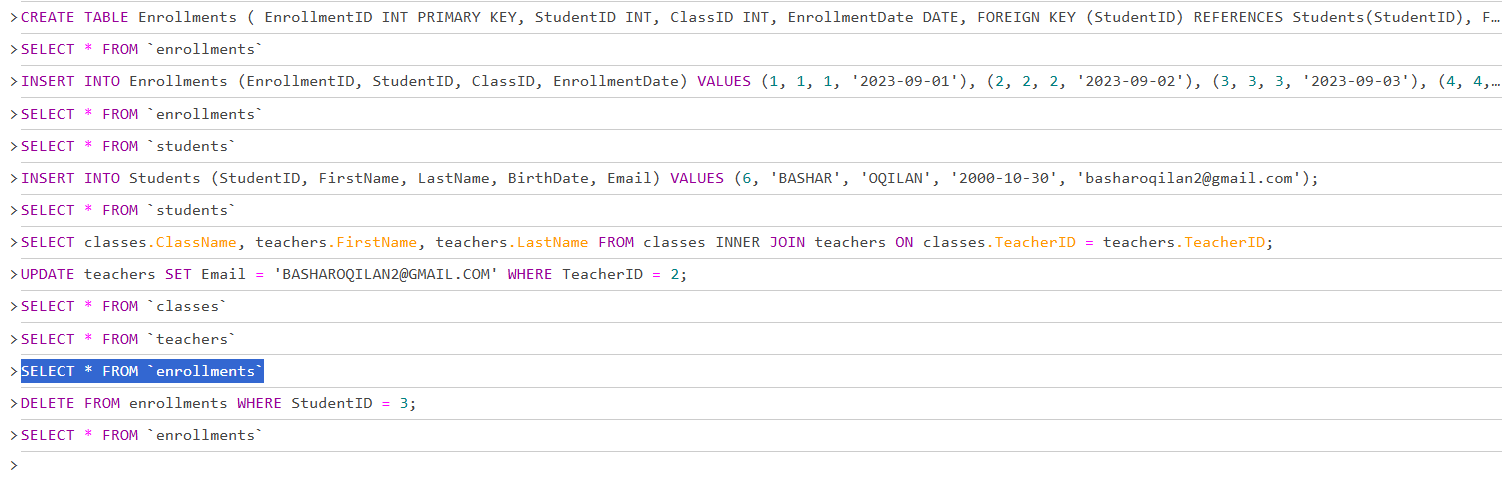 >CREATE TABLE Enrollments ( EnrollmentID INT PRIMARY KEY, StudentID INT, ClassID INT, EnrollmentDate DATE, FOREIGN KEY (StudentID) REFERENCES Students(StudentID), F…
>SELECT * FROM `enrollments`
>INSERT INTO Enrollments (EnrollmentID, StudentID, ClassID, EnrollmentDate) VALUES (1, 1, 1, '2023-09-01'), (2, 2, 2, '2023-09-02'), (3, 3, 3, '2023-09-03'), (4, 4,…
>SELECT * FROM `enrollments`
>SELECT * FROM `students`
>INSERT INTO Students (StudentID, FirstName, LastName, BirthDate, Email) VALUES (6, 'BASHAR', 'OQILAN', '2000-10-30', 'basharoqilan2@gmail.com');
>SELECT * FROM `students`
>SELECT classes.ClassName, teachers.FirstName, teachers.LastName FROM classes INNER JOIN teachers ON classes.TeacherID = teachers.TeacherID;
>UPDATE teachers SET Email = 'BASHAROQILAN2@GMAIL.COM' WHERE TeacherID = 2;
>SELECT * FROM `classes`
>SELECT * FROM `teachers`
>SELECT * FROM `enrollments`
>DELETE FROM enrollments WHERE StudentID = 3;
>SELECT * FROM `enrollments`
>